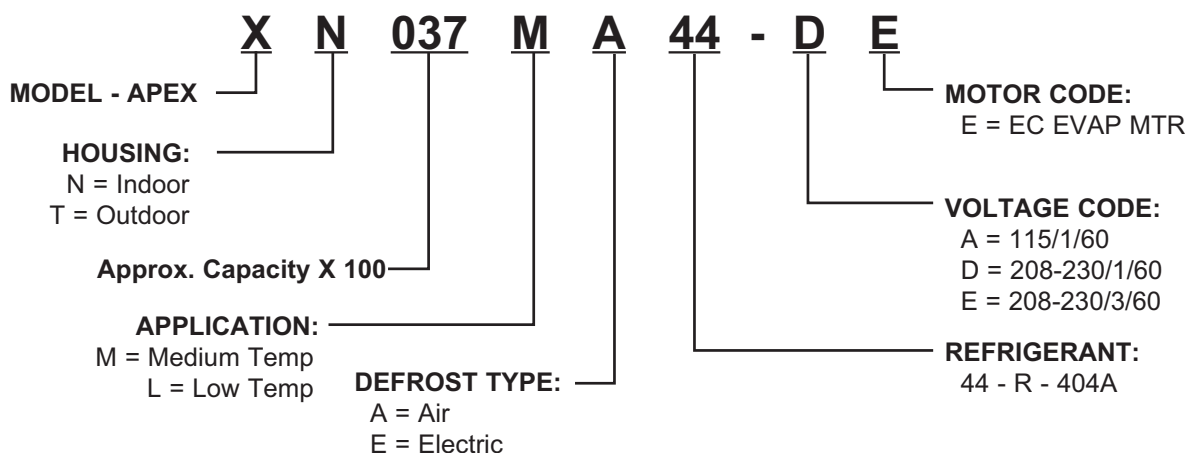 X N 037 M A 44 - D E
MODEL - APEX
HOUSING:
N = Indoor
T = Outdoor
Approx. Capacity X 100
APPLICATION:
M = Medium Temp
L = Low Temp
DEFROST TYPE:
A = Air
E = Electric
MOTOR CODE:
E = EC EVAP MTR
VOLTAGE CODE:
A = 115/1/60
D = 208-230/1/60
E = 208-230/3/60
REFRIGERANT:
44 - R - 404A